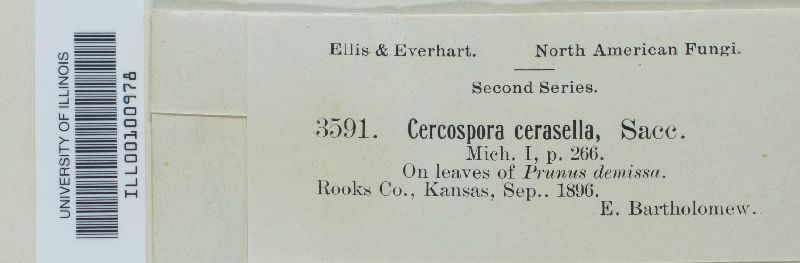 UNIVERSITY OF ILLINOIS
ILL00100978
Ellis & Everhart. North American Fungi.
Second Series.
3591. Cercospora cerasella, Sacc.
Mich. I, p. 266.
On leaves of Prunus demissa.
Rooks Co., Kansas, Sep.. 1896.
E. Bartholomew.